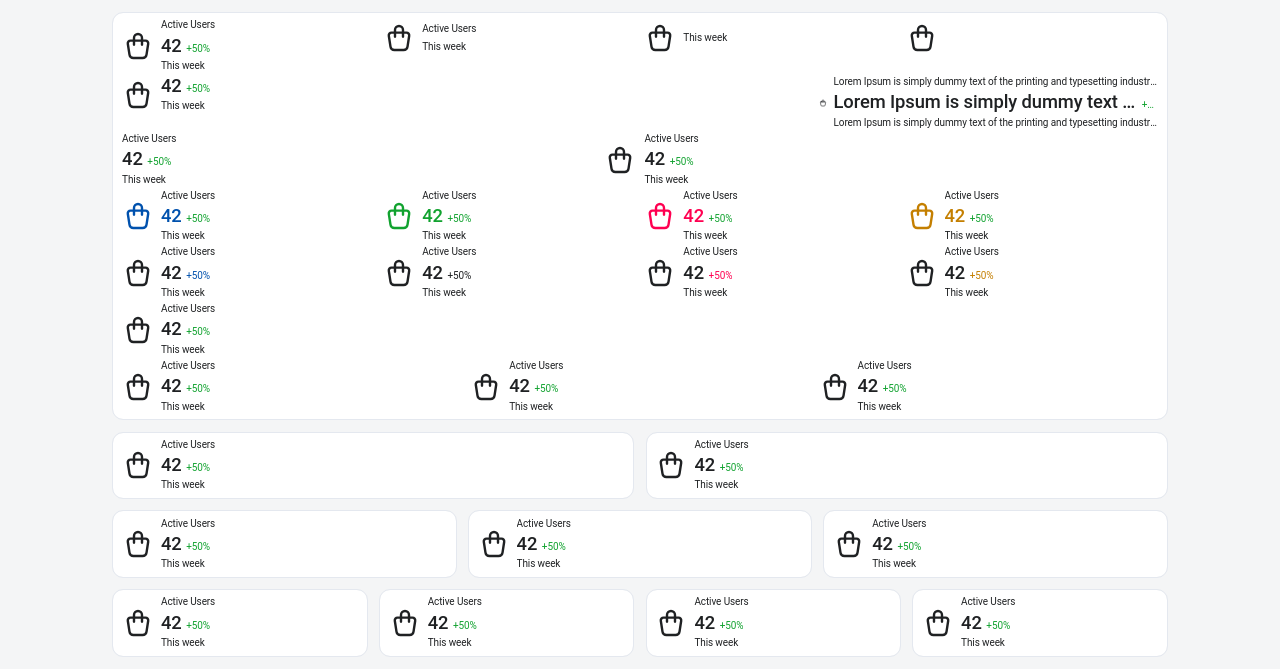 Active Users
42 +50%
This week
Active Users
This week
This week
42 +50%
This week
Lorem Ipsum is simply dummy text of the printing and typesetting industr...
Lorem Ipsum is simply dummy text ... +...
Lorem Ipsum is simply dummy text of the printing and typesetting industr...
Active Users
42 +50%
This week
Active Users
42 +50%
This week
Active Users
42 +50%
This week
Active Users
42 +50%
This week
Active Users
42 +50%
This week
Active Users
42 +50%
This week
Active Users
42 +50%
This week
Active Users
42 +50%
This week
Active Users
42 +50%
This week
Active Users
42 +50%
This week
Active Users
42 +50%
This week
Active Users
42 +50%
This week
Active Users
42 +50%
This week
Active Users
42 +50%
This week
Active Users
42 +50%
This week
Active Users
42 +50%
This week
Active Users
42 +50%
This week
Active Users
42 +50%
This week
Active Users
42 +50%
This week
Active Users
42 +50%
This week
Active Users
42 +50%
This week
Active Users
42 +50%
This week
Active Users
42 +50%
This week